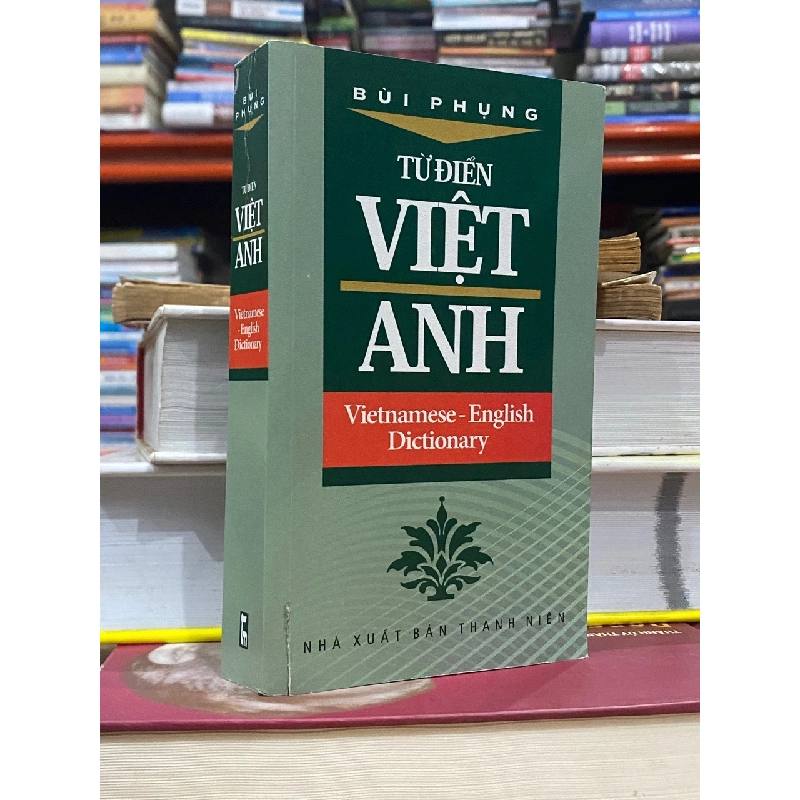 BÙI PHỤNG
TỪ ĐIỂN
VIỆT
ANH
Vietnamese - English
Dictionary
NHÀ XUẤT BẢN THANH NIÊN
BÙI
PHỤNG
TỪ ĐIỂN
VIỆT
ANH
Vietnamese
- English
Dictionary